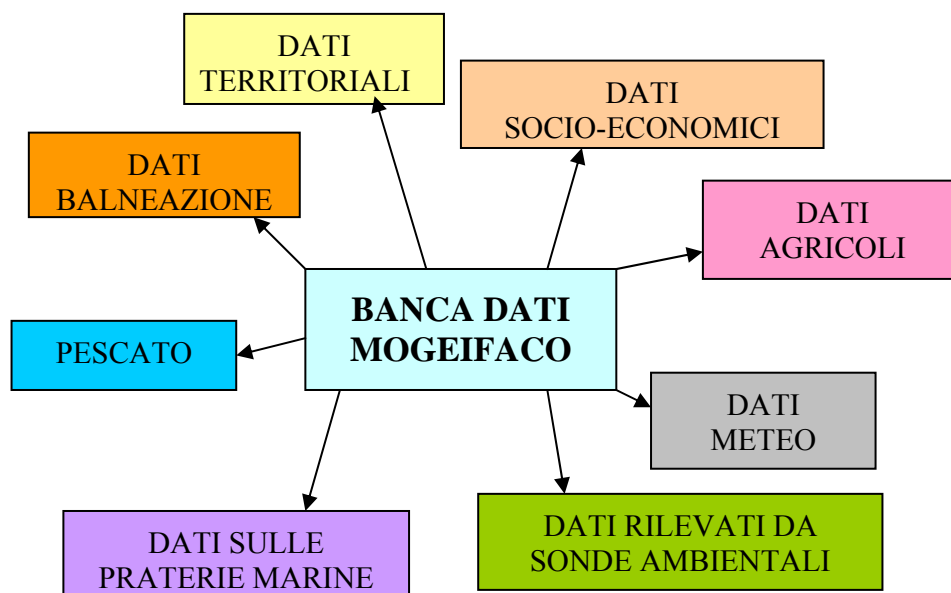 DATI
TERRITORIALI
DATI
SOCIO-ECONOMICI
DATI
BALNEAZIONE
DATI
AGRICOLI
BANCA DATI
MOGEIFACO
PESCATO
DATI
METEO
DATI SULLE
PRATERIE MARINE
DATI RILEVATI DA
SONDE AMBIENTALI